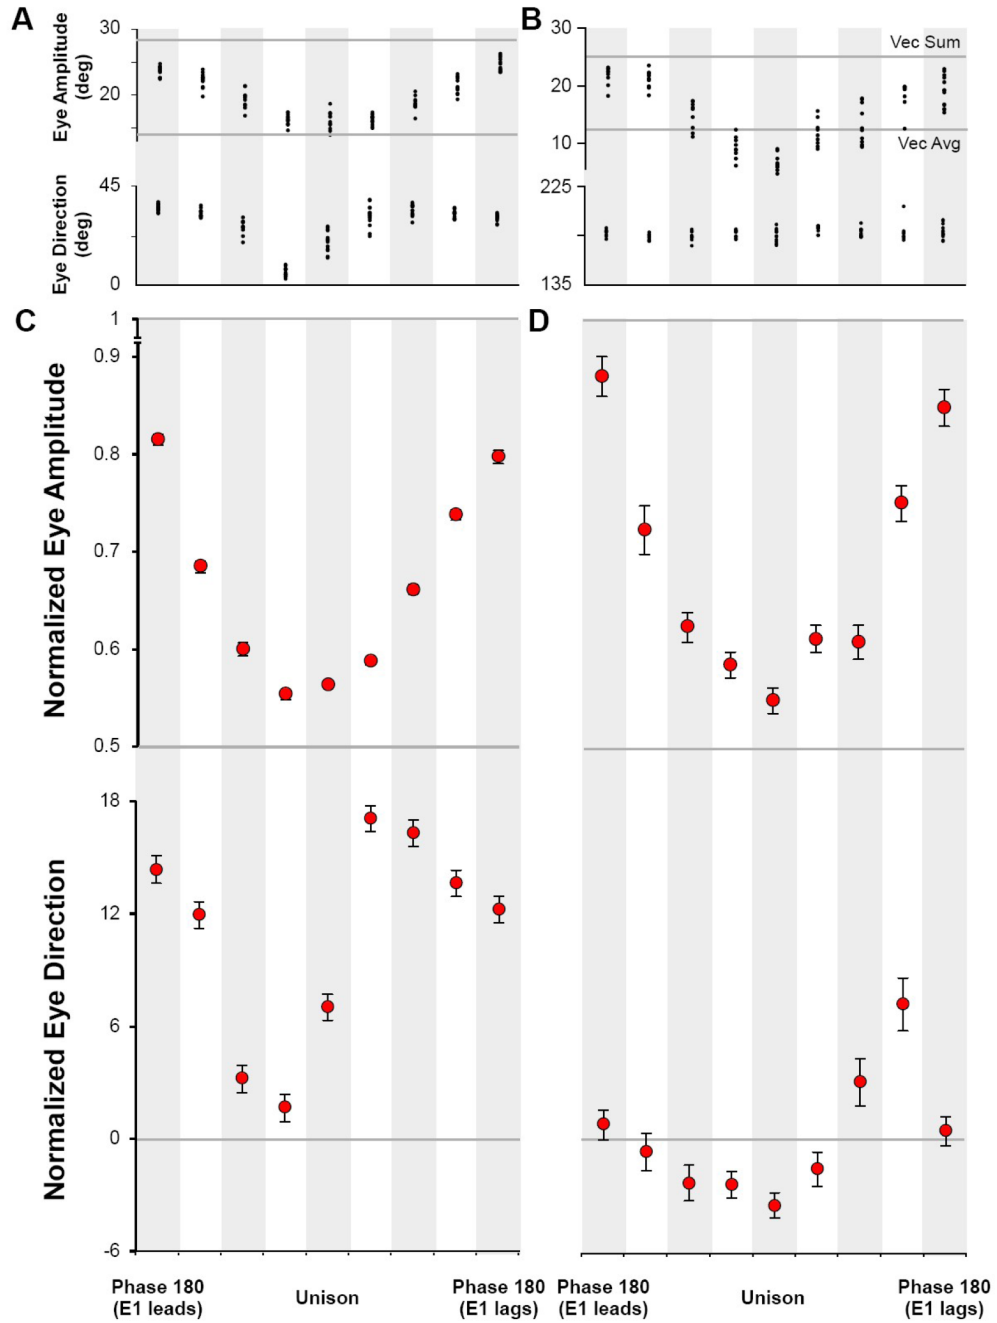 A
B
Eye Amplitude
(deg)
30
20
30
20
10
Vec Sum
Vec Avg
Eye Direction
(deg)
45
0
225
135
C
D
Normalized Eye Amplitude
1
0.9
0.8
0.7
0.6
0.5
Normalized Eye Direction
18
12
6
0
-6
Phase 180
(E1 leads)
Unison
Phase 180
(E1 lags)
Phase 180
(E1 leads)
Unison
Phase 180
(E1 lags)